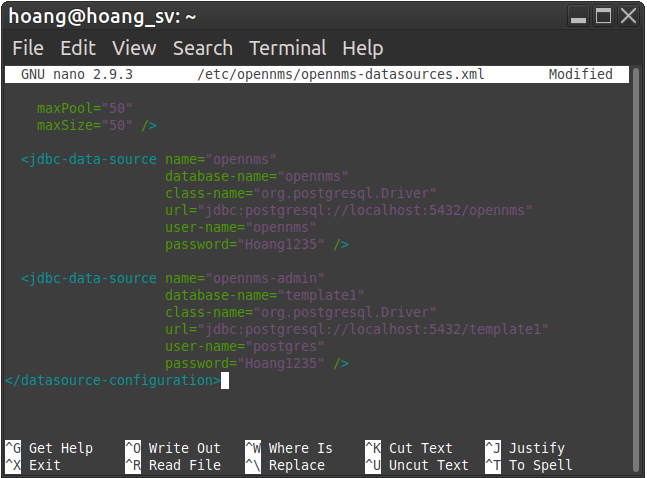 hoang@hoang_sv: ~
File Edit View Search Terminal Help
GNU nano 2.9.3 /etc/opennms/opennms-datasources.xml Modified
maxPool="50"
maxSize="50" />
<jdbc-data-source name="opennms"
database-name="opennms"
class-name="org.postgresql.Driver"
url="jdbc:postgresql://localhost:5432/opennms"
user-name="opennms"
password="Hoang1235" />
<jdbc-data-source name="opennms-admin"
database-name="template1"
class-name="org.postgresql.Driver"
url="jdbc:postgresql://localhost:5432/template1"
user-name="postgres"
password="Hoang1235" />
</datasource-configuration>
^G Get Help ^O Write Out ^W Where Is ^K Cut Text ^J Justify
^X Exit ^R Read File ^\ Replace ^U Uncut Text ^T To Spell